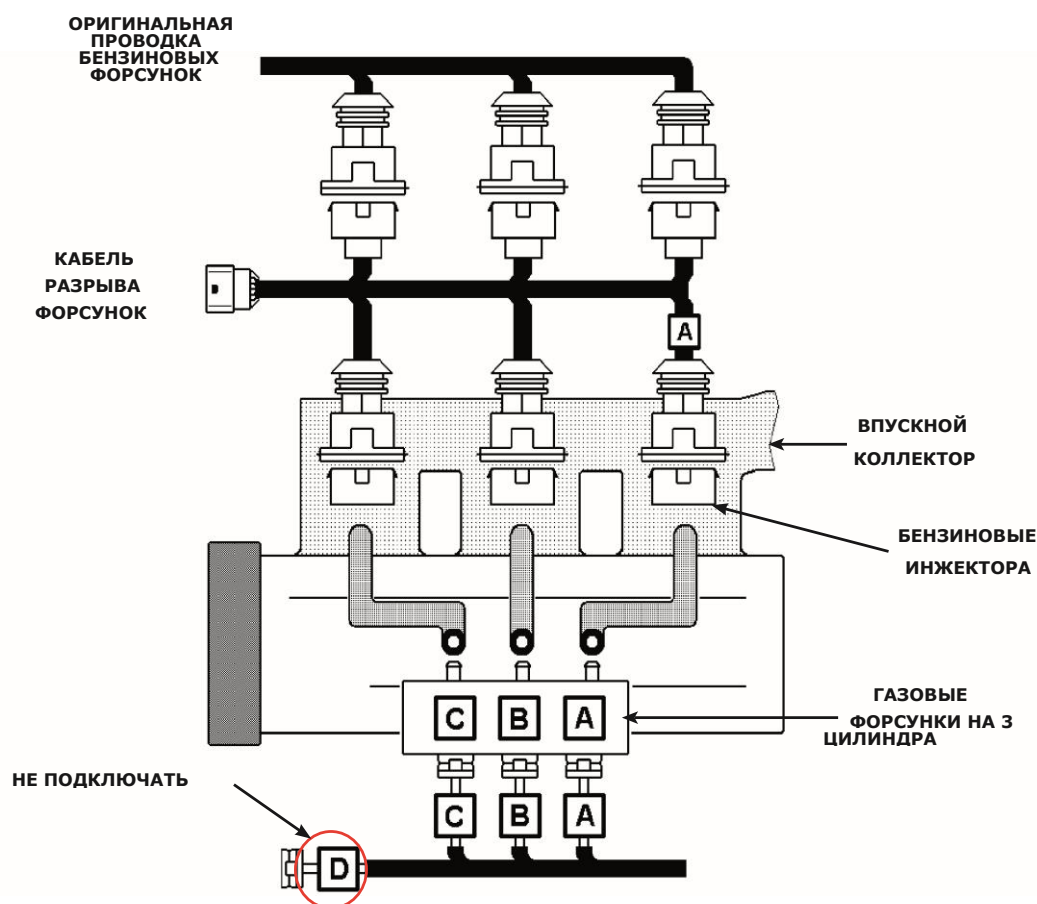 ОРИГИНАЛЬНАЯ
ПРОВОДКА
БЕНЗИНОВЫХ
ФОРСУНОК
КАБЕЛЬ
РАЗРЫВА
ФОРСУНОК
A
ВПУСКНОЙ
КОЛЛЕКТОР
БЕНЗИНОВЫЕ
ИНЖЕКТОРА
C B A
ГАЗОВЫЕ
ФОРСУНКИ НА 3
ЦИЛИНДРА
НЕ ПОДКЛЮЧАТЬ
C B A
D